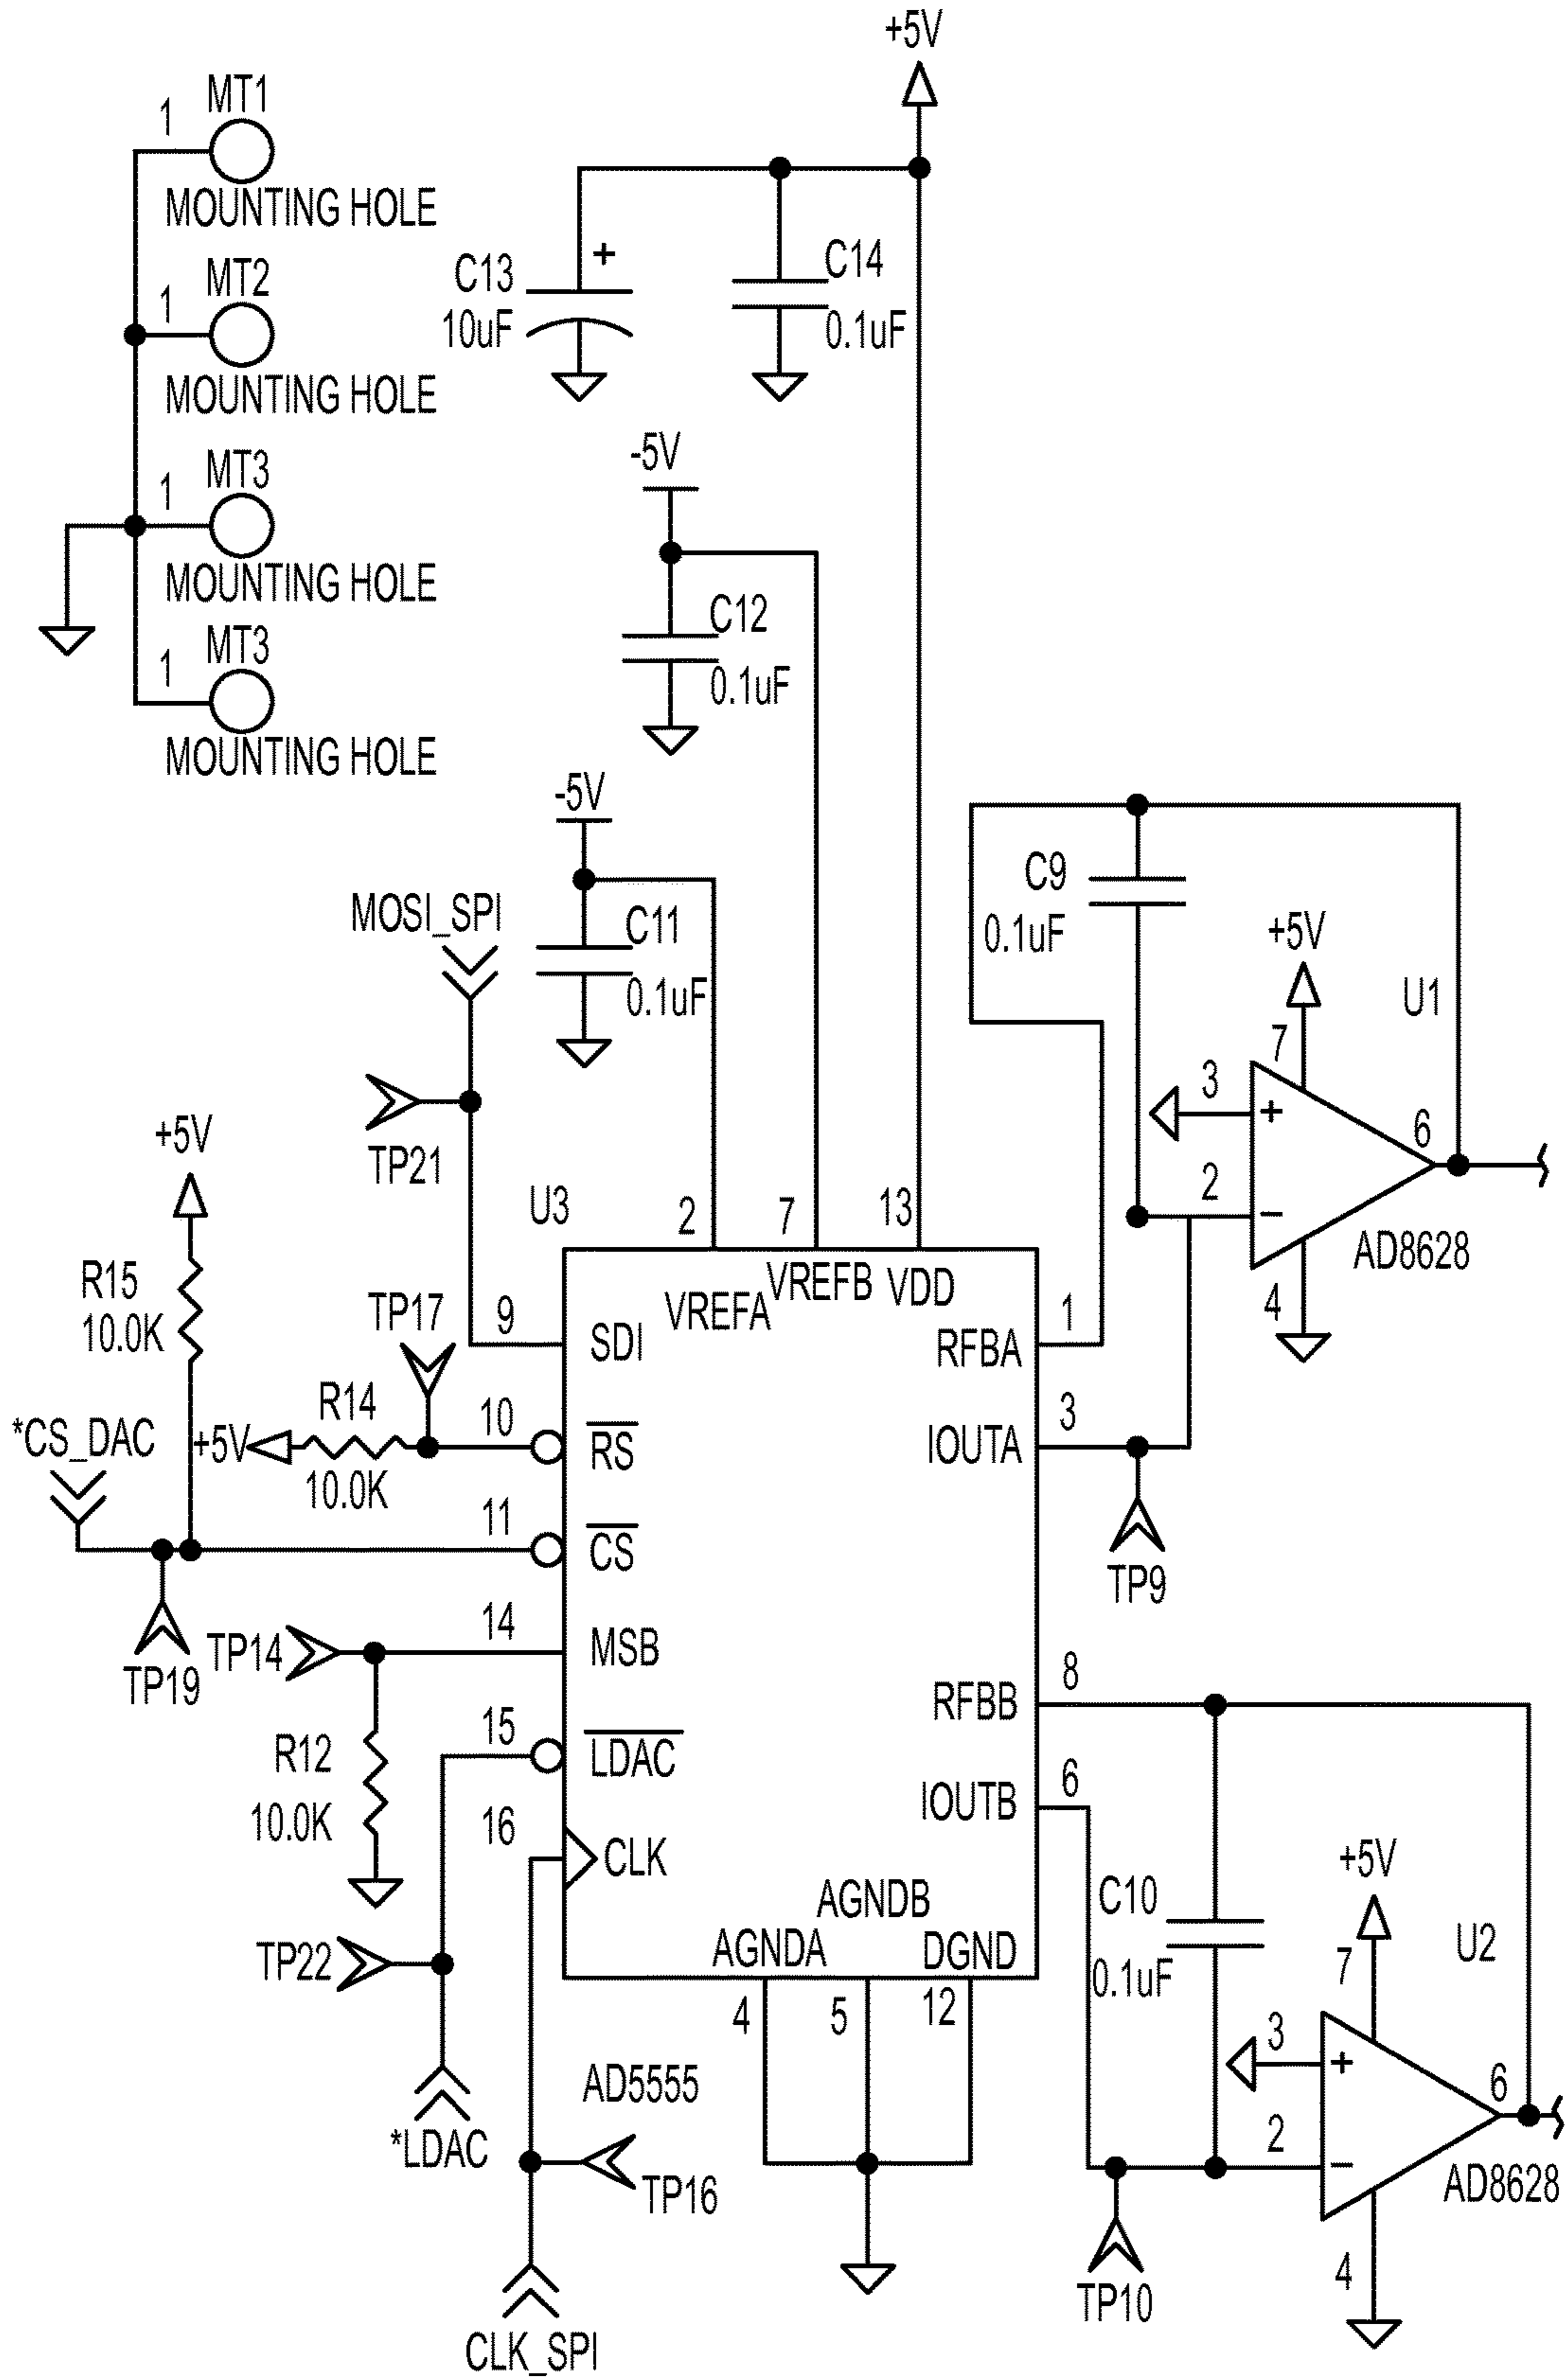 +5V
1
MT1
MOUNTING HOLE
1
MT2
MOUNTING HOLE
1
MT3
MOUNTING HOLE
1
MT3
MOUNTING HOLE
C13
10uF
+
C14
0.1uF
-5V
C12
0.1uF
-5V
C11
0.1uF
MOSI_SPI
TP21
C9
0.1uF
+5V
7
U1
3
+
2
−
6
4
AD8628
+5V
R15
10.0K
*CS_DAC
TP19
+5V
R14
10.0K
TP17
U3
2
7
13
VREFA
VREFB
VDD
9
SDI
10
RS
11
CS
14
MSB
15
LDAC
16
CLK
1
RFBA
3
IOUTA
TP9
8
RFBB
6
IOUTB
TP14
R12
10.0K
TP22
*LDAC
AGNDA
AGNDB
DGND
4
5
12
AD5555
TP16
CLK_SPI
C10
0.1uF
+5V
7
U2
3
+
2
−
6
4
AD8628
TP10